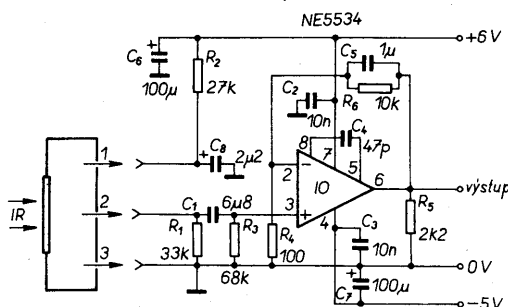 NE5534
+6V
C6
+
100μ
R2
27k
C5
1μ
C2
10n
R6
10k
C4
47p
1
+
C8
2μ2
8
7
5
2
−
IO
6
výstup
IR
2
C1
6μ8
3
+
4
C3
10n
R5
2k2
R1
33k
R3
68k
R4
100
3
0V
+
C7
100μ
−5V